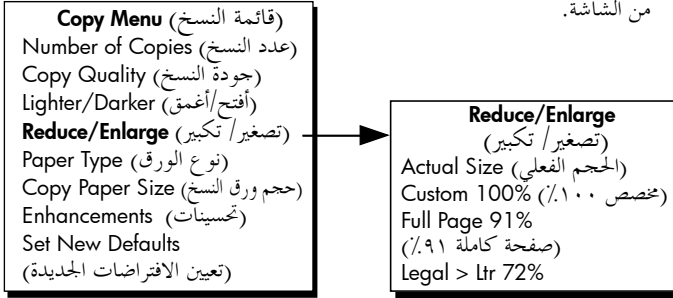 من الشاشة.
Copy Menu (قائمة النسخ)
Number of Copies (عدد النسخ)
Copy Quality (جودة النسخ)
Lighter/Darker (أفتح/أغمق)
Reduce/Enlarge (تصغير/ تكبير)
Paper Type (نوع الورق)
Copy Paper Size (حجم ورق النسخ)
Enhancements (تحسينات)
Set New Defaults
(تعيين الافتراضات الجديدة)
Reduce/Enlarge
(تصغير/ تكبير)
Actual Size (الحجم الفعلي)
Custom 100% (مخصص ١٠٠٪)
Full Page 91%
(صفحة كاملة ٩١٪)
Legal > Ltr 72%